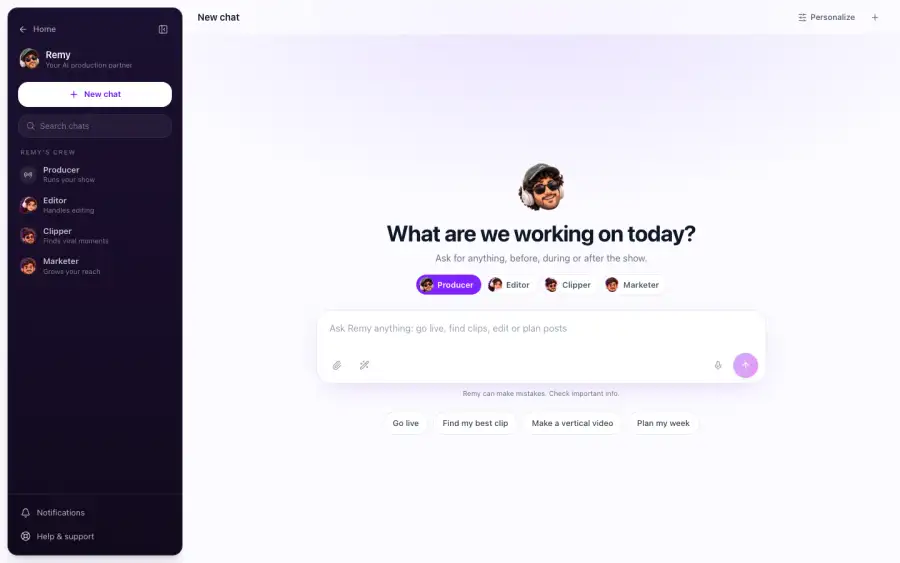 Home
Remy
Your AI production partner
New chat
Search chats
REMY'S CREW
Producer
Runs your show
Editor
Handles editing
Clipper
Finds viral moments
Marketer
Grows your reach
Notifications
Help & support
New chat
Personalize
What are we working on today?
Ask for anything, before, during or after the show.
Producer
Editor
Clipper
Marketer
Ask Remy anything: go live, find clips, edit or plan posts
Remy can make mistakes. Check important info.
Go live
Find my best clip
Make a vertical video
Plan my week